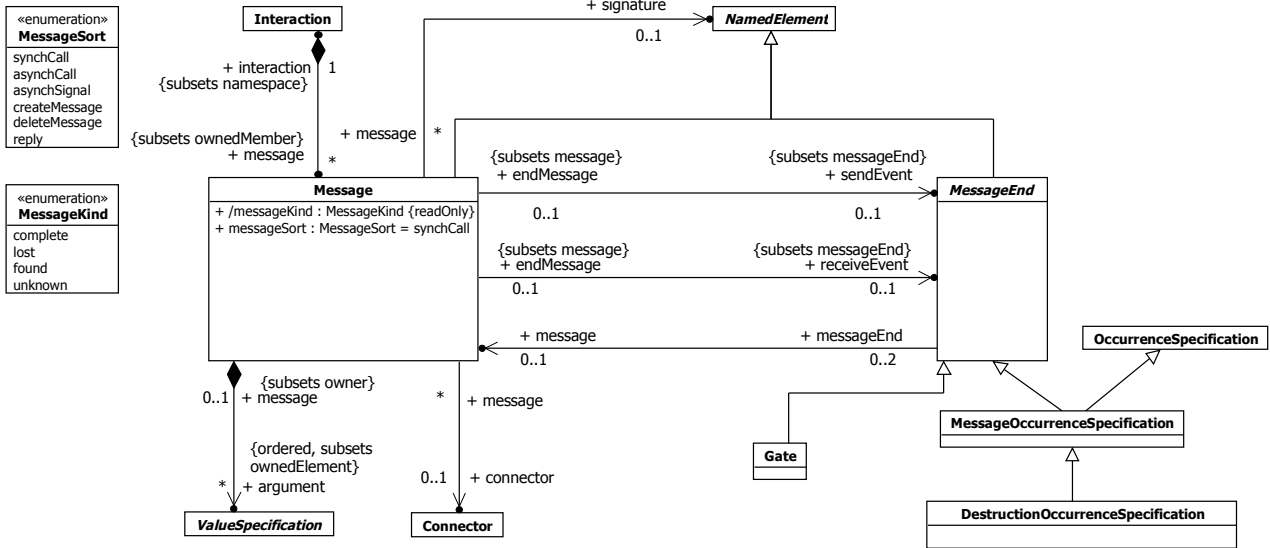 «enumeration»
MessageSort
synchCall
asynchCall
asynchSignal
createMessage
deleteMessage
reply
«enumeration»
MessageKind
complete
lost
found
unknown
Interaction
+ interaction
1
{subsets namespace}
{subsets ownedMember}
+ message
*
+ signature
0..1
+ message
*
NamedElement
Message
+ /messageKind : MessageKind {readOnly}
+ messageSort : MessageSort = synchCall
{subsets message}
+ endMessage
0..1
{subsets messageEnd}
+ sendEvent
0..1
{subsets message}
+ endMessage
0..1
{subsets messageEnd}
+ receiveEvent
0..1
+ message
0..1
+ messageEnd
0..2
MessageEnd
{subsets owner}
0..1
+ message
{ordered, subsets
ownedElement}
*
+ argument
ValueSpecification
*
+ message
0..1
+ connector
Connector
Gate
OccurrenceSpecification
MessageOccurrenceSpecification
DestructionOccurrenceSpecification